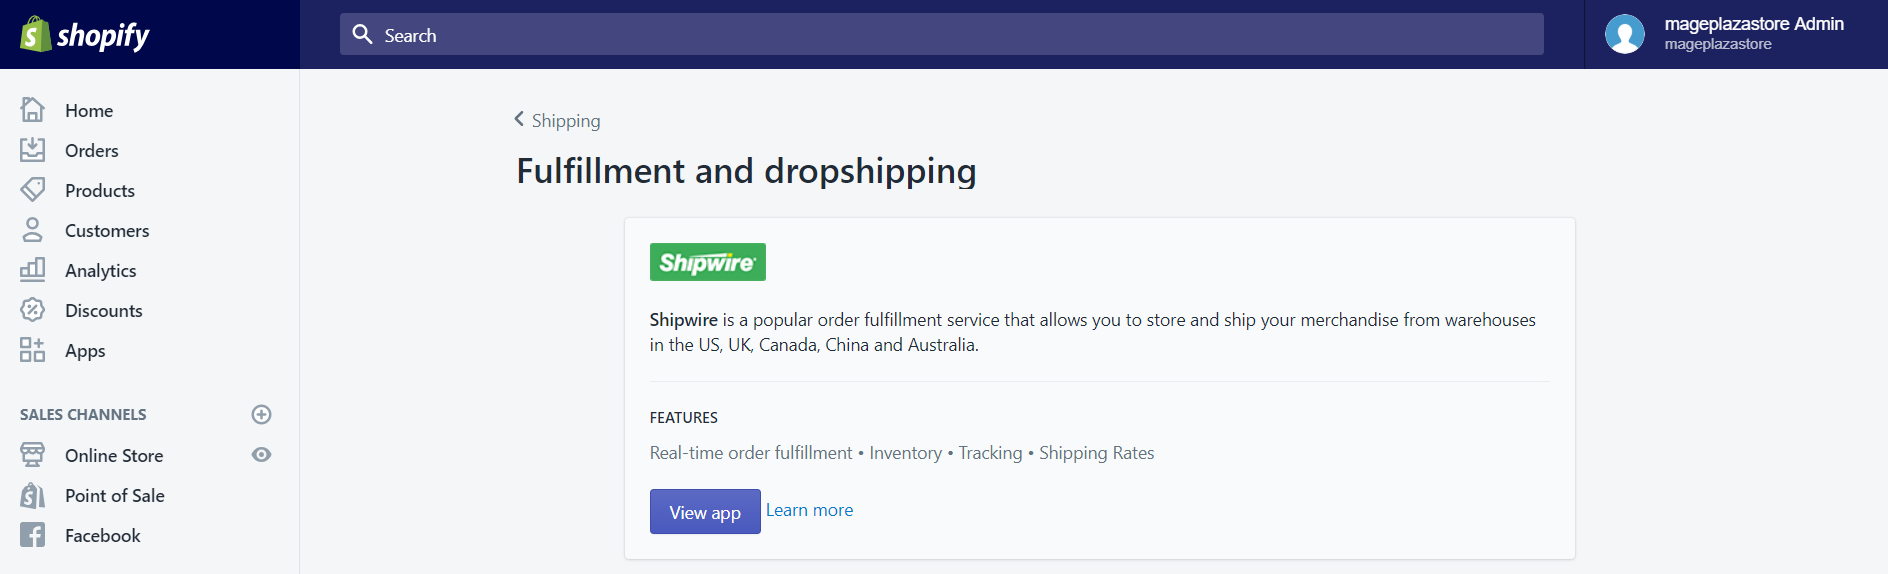 shopify
Search
mageplazastore Admin
mageplazastore
Home
Orders
Products
Customers
Analytics
Discounts
Apps
SALES CHANNELS
Online Store
Point of Sale
Facebook
Shipping
Fulfillment and dropshipping
Shipwire
Shipwire is a popular order fulfillment service that allows you to store and ship your merchandise from warehouses
in the US, UK, Canada, China and Australia.
FEATURES
Real-time order fulfillment • Inventory • Tracking • Shipping Rates
View app Learn more